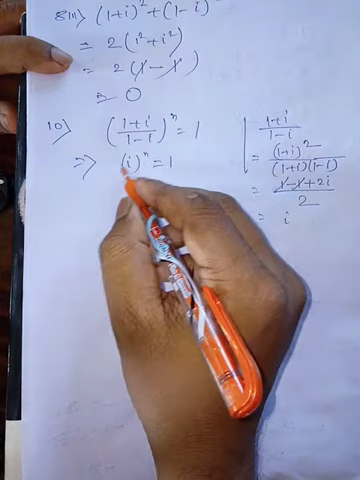 8iii) (1+i)² + (1-i)²
= 2(i²+i²)
= 2(1-1)
= 0
10) (1+i/1-i)ⁿ = 1
=> (i)ⁿ = 1
1+i/1-i
= (1+i)²/(1+i)(1-i)
= 1-1+2i/2
= i